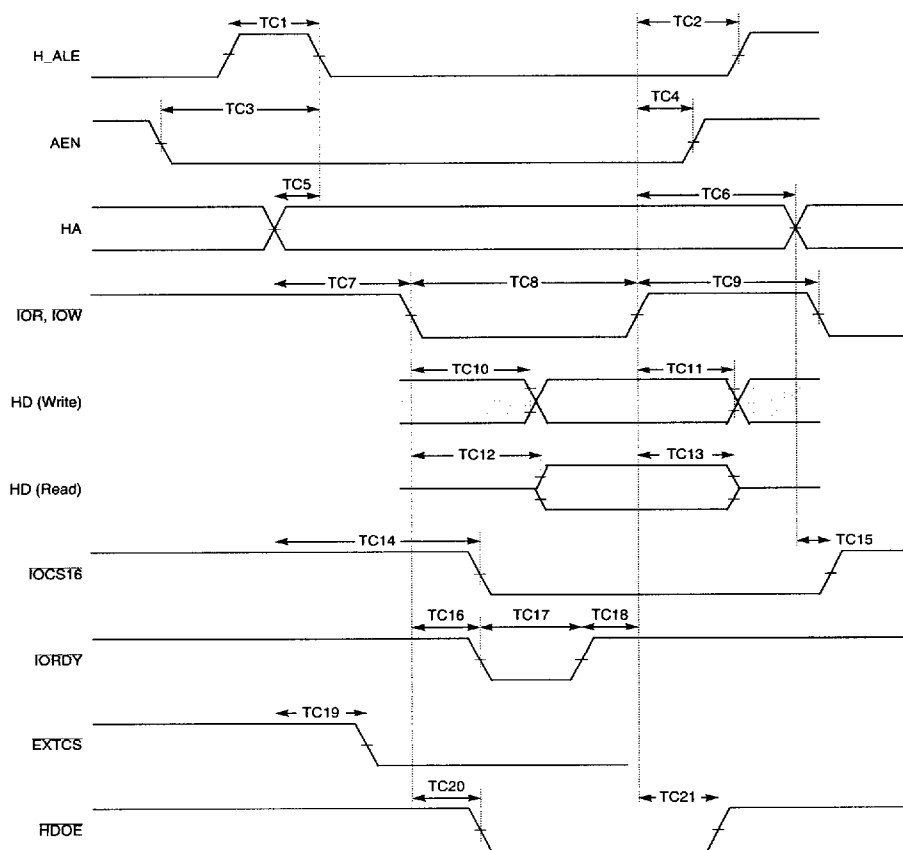 TC1
TC2
H_ALE
TC3
TC4
AEN
TC5
TC6
HA
TC7
TC8
TC9
IOR, IOW
TC10
TC11
HD (Write)
TC12
TC13
HD (Read)
TC14
TC15
IOCS16
TC16
TC17
TC18
IORDY
TC19
EXTCS
TC20
TC21
HDOE